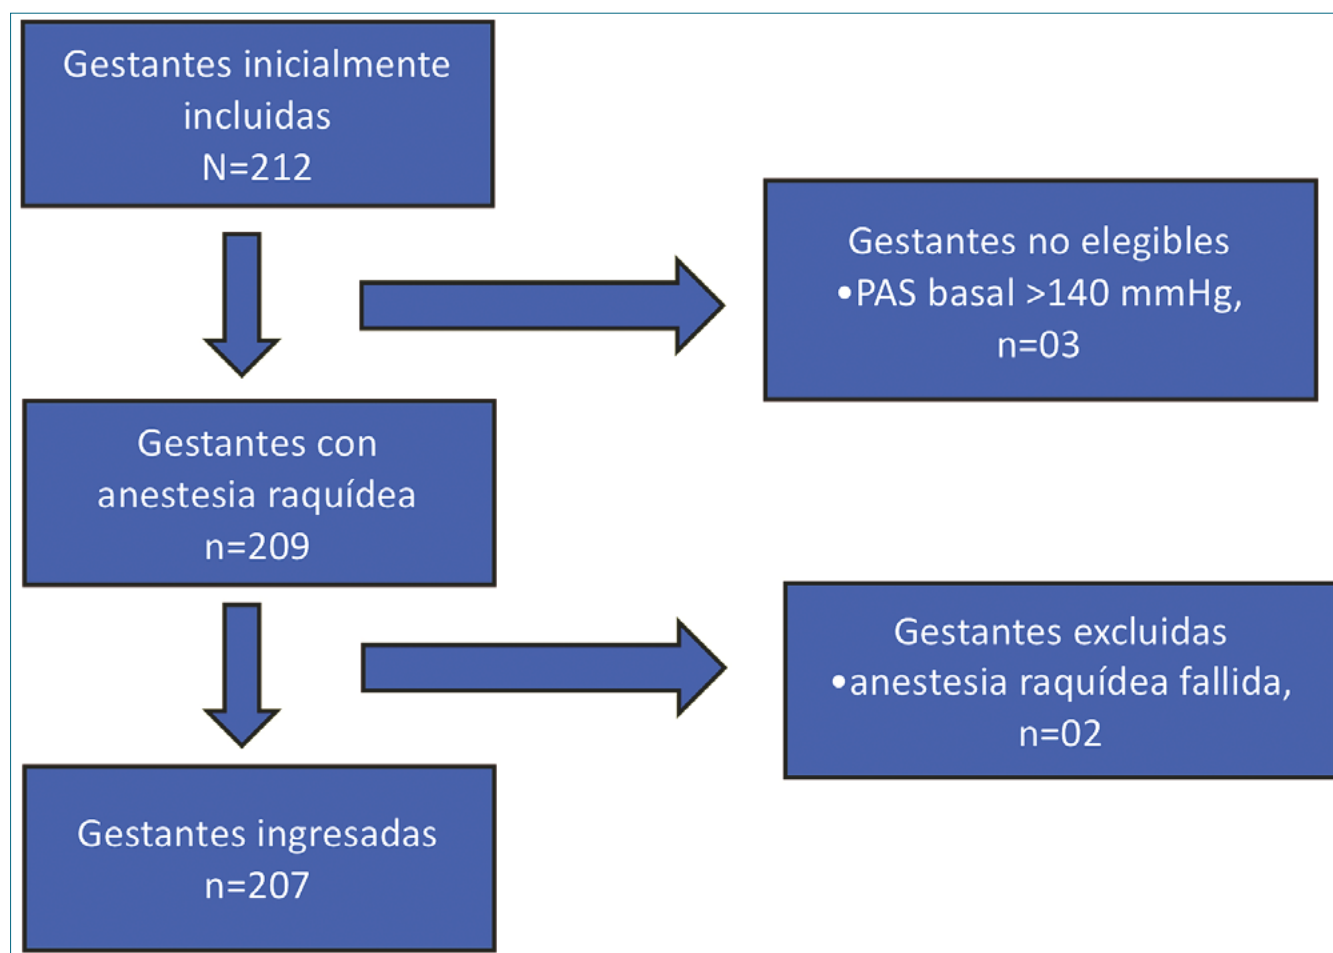 Gestantes inicialmente
incluidas
N=212
Gestantes no elegibles
•PAS basal >140 mmHg,
n=03
Gestantes con
anestesia raquídea
n=209
Gestantes excluidas
•anestesia raquídea fallida,
n=02
Gestantes ingresadas
n=207